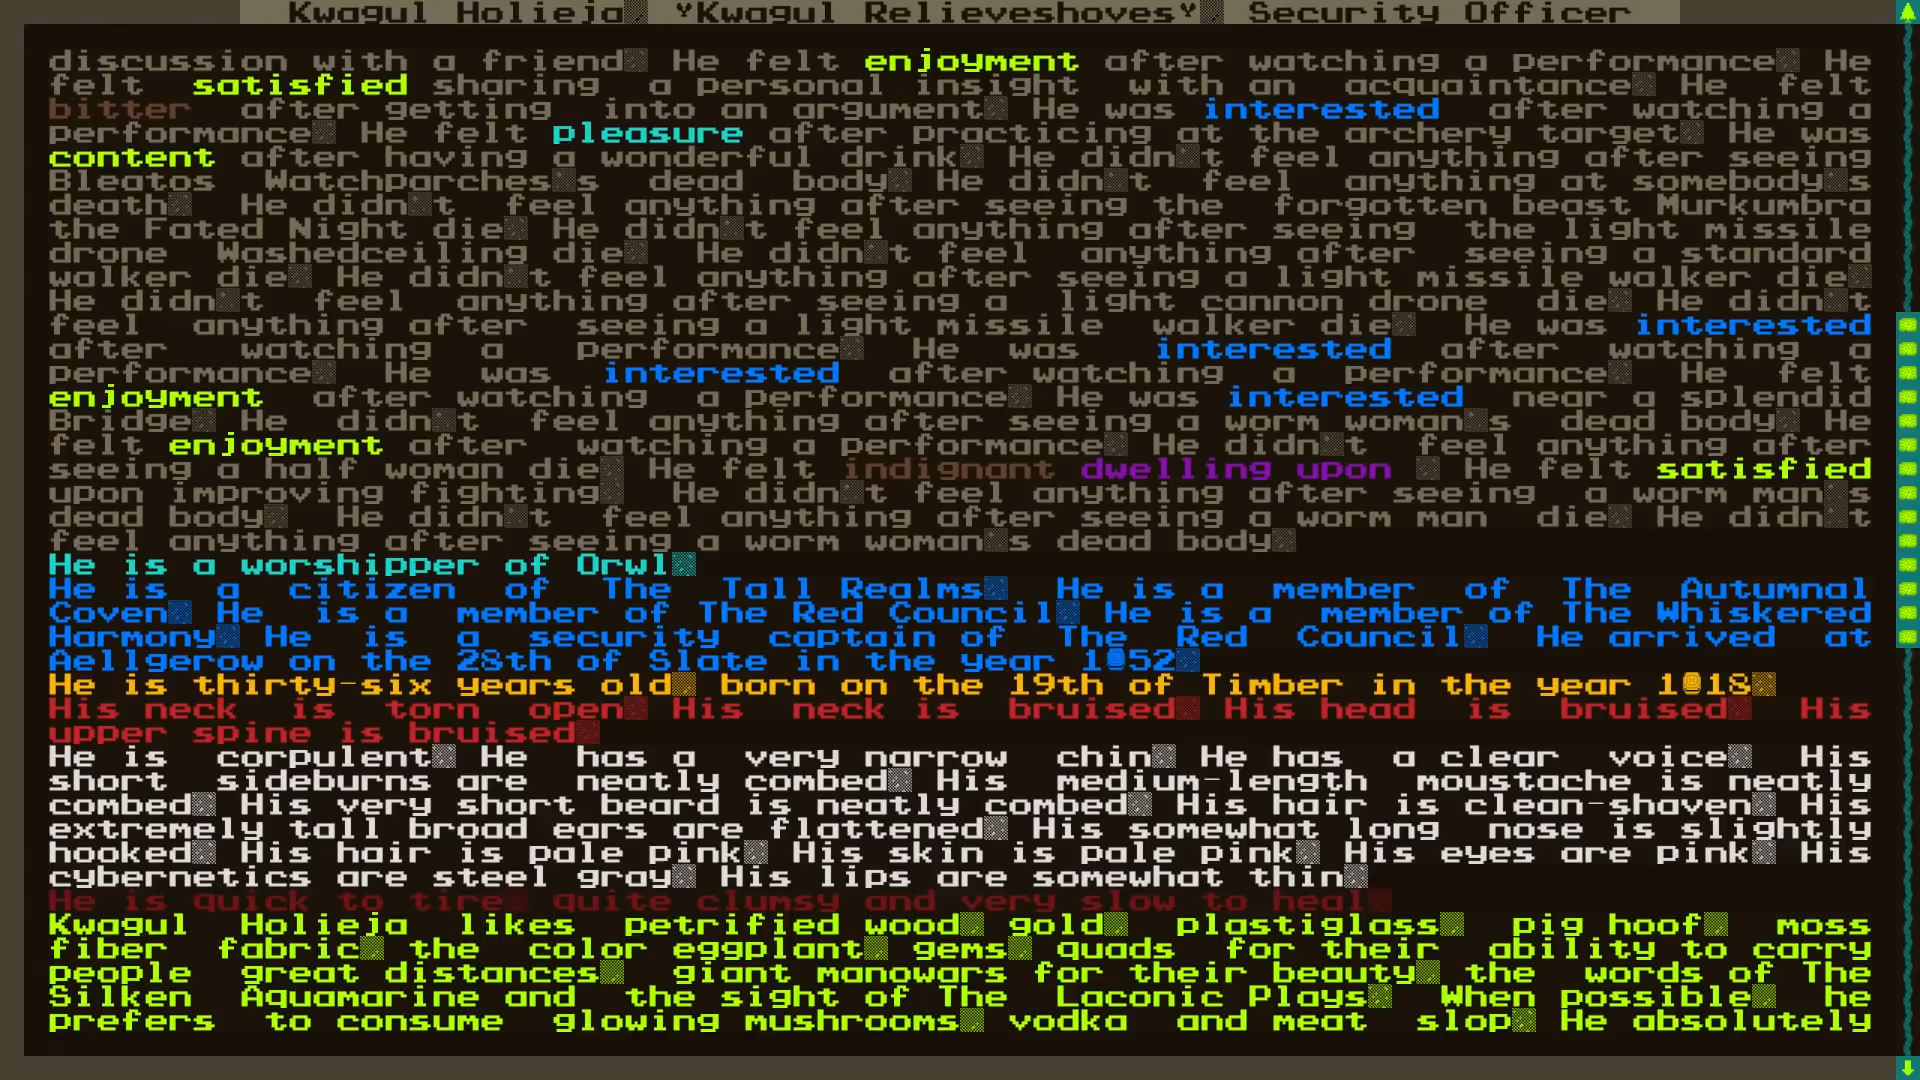 Kwagul Holieja, "Kwagul Relieveshoves", Security Officer
discussion with a friend. He felt enjoyment after watching a performance. He
felt satisfied sharing a personal insight with an acquaintance. He felt
bitter after getting into an argument. He was interested after watching a
performance. He felt pleasure after practicing at the archery target. He was
content after having a wonderful drink. He didn't feel anything after seeing
Bleatos Watchparches's dead body. He didn't feel anything at somebody's
death. He didn't feel anything after seeing the forgotten beast Murkumbra
the Fated Night die. He didn't feel anything after seeing the light missile
drone Washedceiling die. He didn't feel anything after seeing a standard
walker die. He didn't feel anything after seeing a light missile walker die.
He didn't feel anything after seeing a light cannon drone die. He didn't
feel anything after seeing a light missile walker die. He was interested
after watching a performance. He was interested after watching a
performance. He was interested after watching a performance. He felt
enjoyment after watching a performance. He was interested near a splendid
Bridge. He didn't feel anything after seeing a worm woman's dead body. He
felt enjoyment after watching a performance. He didn't feel anything after
seeing a half woman die. He felt indignant dwelling upon . He felt satisfied
upon improving fighting. He didn't feel anything after seeing a worm man's
dead body. He didn't feel anything after seeing a worm man die. He didn't
feel anything after seeing a worm woman's dead body.
He is a worshipper of Orwl.
He is a citizen of The Tall Realms. He is a member of The Autumnal
Coven. He is a member of The Red Council. He is a member of The Whiskered
Harmony. He is a security captain of The Red Council. He arrived at
Aellgerow on the 28th of Slate in the year 1052.
He is thirty-six years old, born on the 19th of Timber in the year 1018.
His neck is torn open. His neck is bruised. His head is bruised. His
upper spine is bruised.
He is corpulent. He has a very narrow chin. He has a clear voice. His
short sideburns are neatly combed. His medium-length moustache is neatly
combed. His very short beard is neatly combed. His hair is clean-shaven. His
extremely tall broad ears are flattened. His somewhat long nose is slightly
hooked. His hair is pale pink. His skin is pale pink. His eyes are pink. His
cybernetics are steel gray. His lips are somewhat thin.
He is quick to tire, quite clumsy and very slow to heal.
Kwagul Holieja likes petrified wood, gold, plastiglass, pig hoof, moss
fiber fabric, the color eggplant, gems, quads for their ability to carry
people great distances, giant manowars for their beauty, the words of The
Silken Aquamarine and the sight of The Laconic Plays. When possible, he
prefers to consume glowing mushrooms, vodka and meat slop. He absolutely